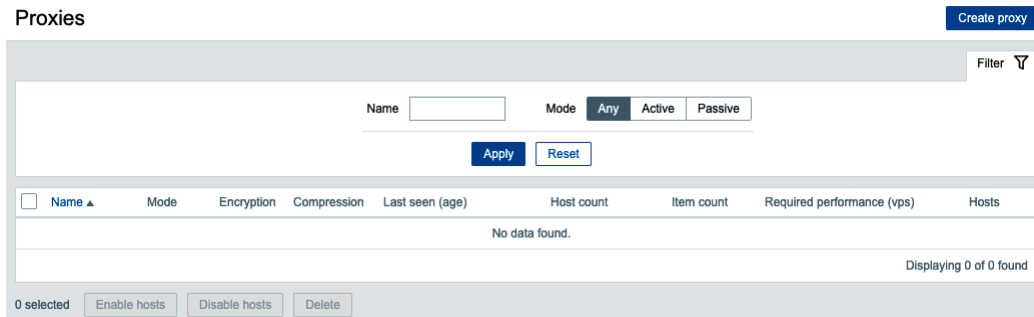 Proxies
Create proxy
Filter
Name Mode Any Active Passive
Apply Reset
Name Mode Encryption Compression Last seen (age) Host count Item count Required performance (vps) Hosts
No data found.
Displaying 0 of 0 found
0 selected Enable hosts Disable hosts Delete